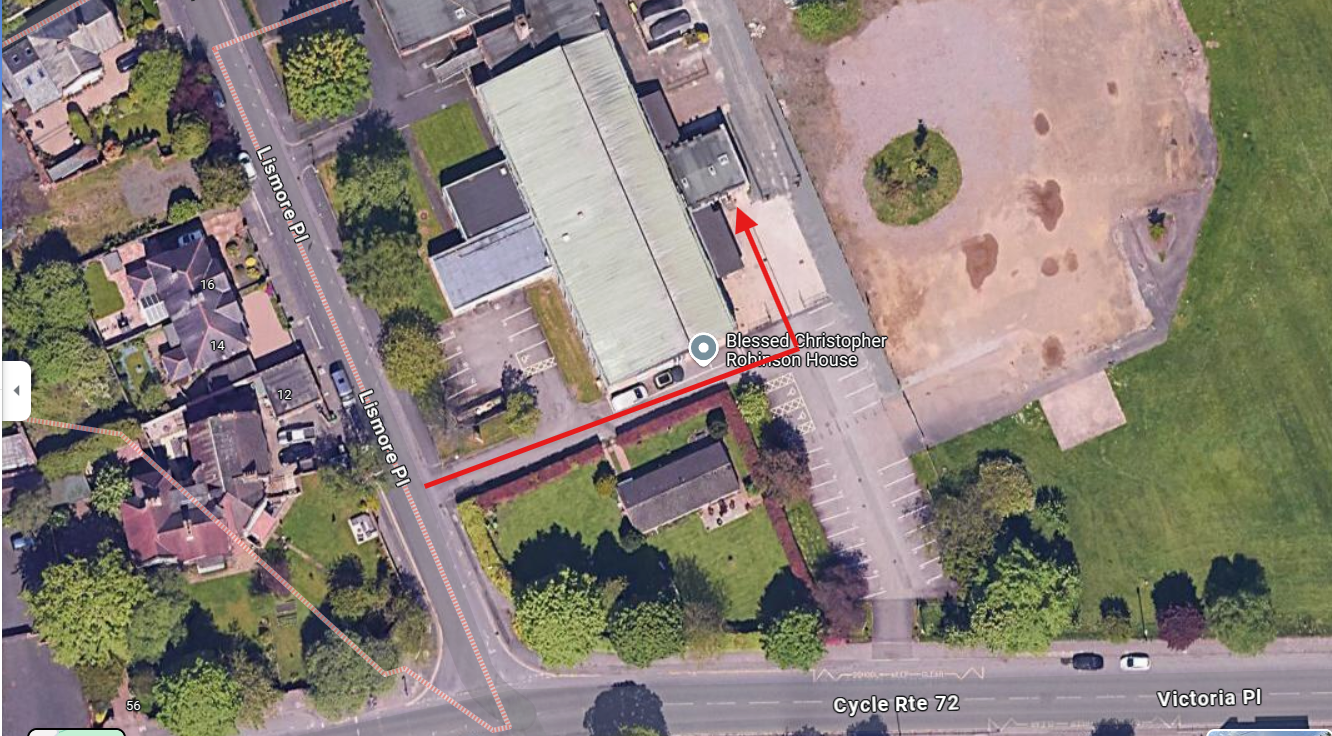 Lismore Pl
16
14
Blessed Christopher
Robinson House
12
Lismore Pl
Cycle Rte 72
Victoria Pl
56